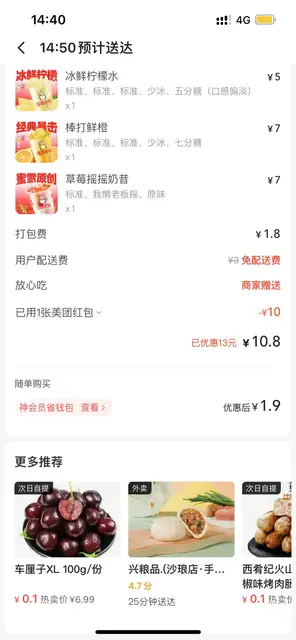 14:40
4G
14:50预计送达
冰鲜柠檬
冰鲜柠檬水
¥5
标准、标准、标准、少冰、五分糖（口感偏淡）
x1
经典暴击
棒打鲜橙
¥7
标准、标准、标准、少冰、七分糖
x1
蜜雪原创
草莓摇摇奶昔
¥7
标准、我懒老板摇、原味
x1
打包费
¥1.8
用户配送费
¥3 免配送费
放心吃
商家赠送
已用1张美团红包
-¥10
已优惠13元 ¥10.8
随单购买
神会员省钱包 查看>
优惠后¥1.9
更多推荐
次日自提
外卖
次日自提
车厘子XL 100g/份
兴粮品.(沙琅店·手...
西肴纪火山
椒味烤肉肠
¥0.1 热卖价¥6.99
4.7分
25分钟送达
¥0.1 热卖价